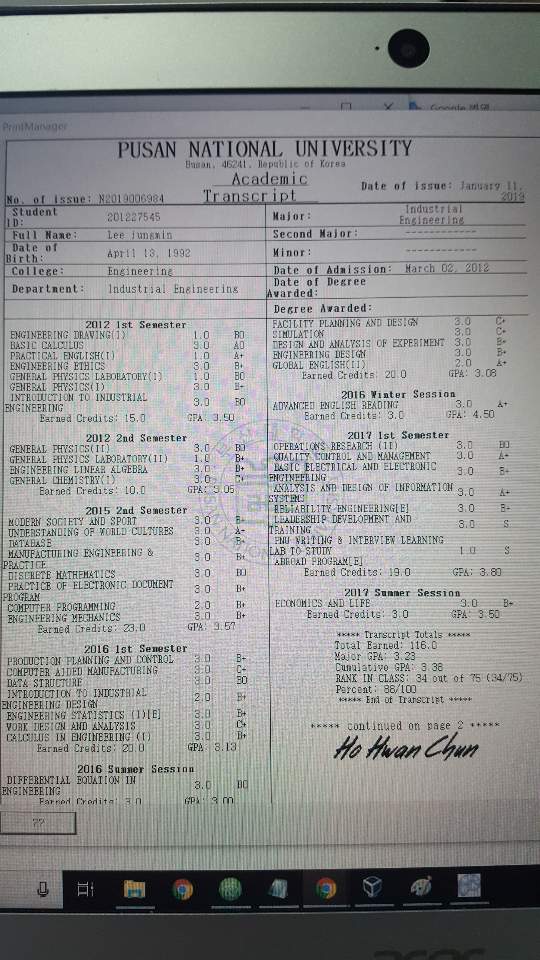 PrintManager
PUSAN NATIONAL UNIVERSITY
Busan, 46241, Republic of Korea
Academic
Transcript
No. of issue: N2019006984
Date of issue: January 11, 2019
Student ID: 201227545
Major: Industrial Engineering
Full Name: Lee jungmin
Second Major: ------------
Date of Birth: April 13, 1992
Minor: ------------
College: Engineering
Date of Admission: March 02, 2012
Department: Industrial Engineering
Date of Degree Awarded:
Degree Awarded:
2012 1st Semester
ENGINEERING DRAWING(I) 1.0 B0
BASIC CALCULUS 3.0 A0
PRACTICAL ENGLISH(I) 1.0 A+
ENGINEERING ETHICS 3.0 B+
GENERAL PHYSICS LABORATORY(I) 1.0 B0
GENERAL PHYSICS(I) 3.0 B+
INTRODUCTION TO INDUSTRIAL
ENGINEERING 3.0 B0
Earned Credits: 15.0 GPA: 3.50
2012 2nd Semester
GENERAL PHYSICS(II) 3.0 B0
GENERAL PHYSICS LABORATORY(II) 1.0 B+
ENGINEERING LINEAR ALGEBRA 3.0 B+
GENERAL CHEMISTRY(I) 3.0 C+
Earned Credits: 10.0 GPA: 3.05
2015 2nd Semester
MODERN SOCIETY AND SPORT 3.0 B+
UNDERSTANDING OF WORLD CULTURES 3.0 A+
DATABASE 3.0 B+
MANUFACTURING ENGINEERING &
PRACTICE 3.0 B+
DISCRETE MATHEMATICS 3.0 B0
PRACTICE OF ELECTRONIC DOCUMENT
PROGRAM 3.0 B+
COMPUTER PROGRAMMING 2.0 B+
ENGINEERING MECHANICS 3.0 B+
Earned Credits: 23.0 GPA: 3.57
2016 1st Semester
PRODUCTION PLANNING AND CONTROL 3.0 B+
COMPUTER AIDED MANUFACTURING 3.0 C+
DATA STRUCTURE 3.0 B0
INTRODUCTION TO INDUSTRIAL
ENGINEERING DESIGN 2.0 B+
ENGINEERING STATISTICS (I)[E] 3.0 B+
WORK DESIGN AND ANALYSIS 3.0 C+
CALCULUS IN ENGINEERING (I) 3.0 B+
Earned Credits: 20.0 GPA: 3.13
2016 Summer Session
DIFFERENTIAL EQUATION IN
ENGINEERING 3.0 B0
Earned Credits: 3.0 GPA: 3.00
FACILITY PLANNING AND DESIGN 3.0 C+
SIMULATION 3.0 C+
DESIGN AND ANALYSIS OF EXPERIMENT 3.0 B+
ENGINEERING DESIGN 3.0 B+
GLOBAL ENGLISH(II) 2.0 A+
Earned Credits: 20.0 GPA: 3.08
2016 Winter Session
ADVANCED ENGLISH READING 3.0 A+
Earned Credits: 3.0 GPA: 4.50
2017 1st Semester
OPERATIONS RESEARCH (II) 3.0 B0
QUALITY CONTROL AND MANAGEMENT 3.0 A+
BASIC ELECTRICAL AND ELECTRONIC
ENGINEERING 3.0 B+
ANALYSIS AND DESIGN OF INFORMATION
SYSTEMS 3.0 A+
RELIABILITY ENGINEERING[E] 3.0 B+
LEADERSHIP DEVELOPMENT AND
TRAINING 3.0 S
PNU WRITING & INTERVIEW LEARNING
LAB TO STUDY 1.0 S
ABROAD PROGRAM[E]
Earned Credits: 19.0 GPA: 3.80
2017 Summer Session
ECONOMICS AND LIFE 3.0 B+
Earned Credits: 3.0 GPA: 3.50
***** Transcript Totals *****
Total Earned: 116.0
Major GPA: 3.23
Cumulative GPA: 3.38
RANK IN CLASS: 34 out of 75 (34/75)
Percent: 86/100
***** End of Transcript *****
***** continued on page 2 *****
Ho Hwan Chun
??
acer